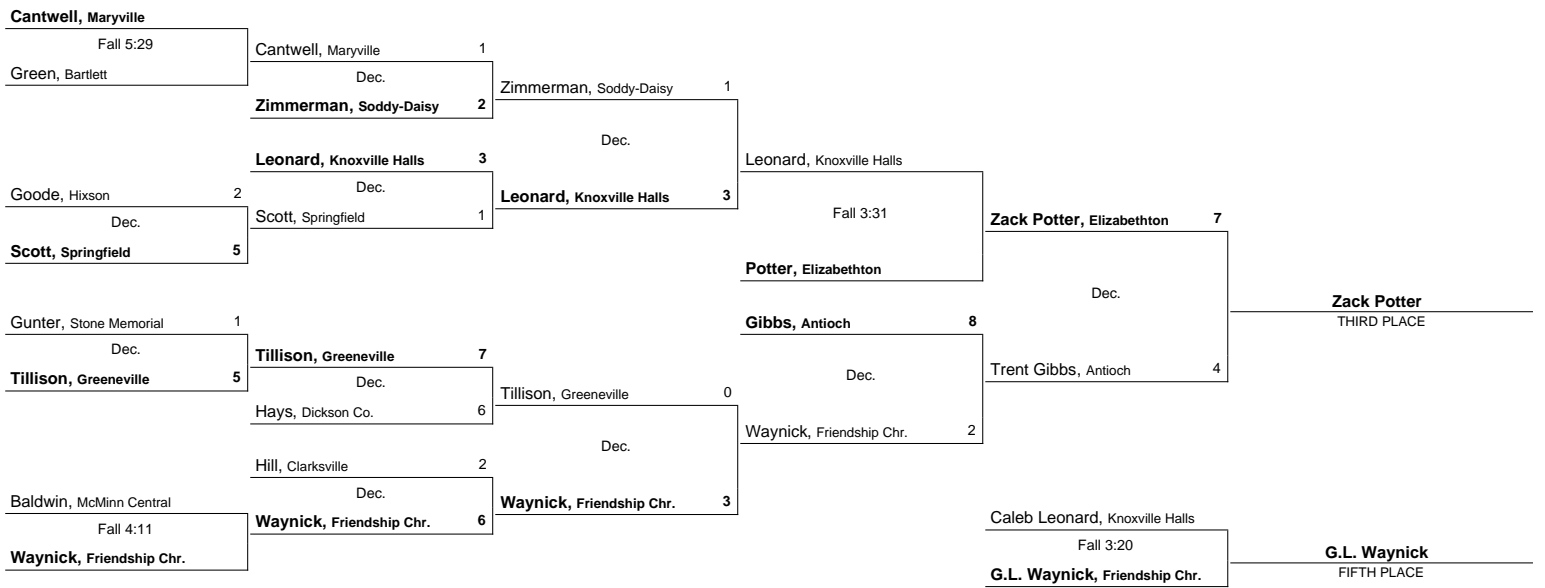 Cantwell, Maryville
Fall 5:29
Green, Bartlett
Goode, Hixson 2
Dec.
Scott, Springfield 5
Gunter, Stone Memorial 1
Dec.
Tillison, Greeneville 5
Baldwin, McMinn Central
Fall 4:11
Waynick, Friendship Chr.
Cantwell, Maryville 1
Dec.
Zimmerman, Soddy-Daisy 2
Leonard, Knoxville Halls 3
Dec.
Scott, Springfield 1
Tillison, Greeneville 7
Dec.
Hays, Dickson Co. 6
Hill, Clarksville 2
Dec.
Waynick, Friendship Chr. 6
Zimmerman, Soddy-Daisy 1
Dec.
Leonard, Knoxville Halls 3
Tillison, Greeneville 0
Dec.
Waynick, Friendship Chr. 3
Leonard, Knoxville Halls
Fall 3:31
Potter, Elizabethton
Gibbs, Antioch 8
Dec.
Waynick, Friendship Chr. 2
Zack Potter, Elizabethton 7
Dec.
Trent Gibbs, Antioch 4
Zack Potter
THIRD PLACE
Caleb Leonard, Knoxville Halls
Fall 3:20
G.L. Waynick, Friendship Chr.
G.L. Waynick
FIFTH PLACE